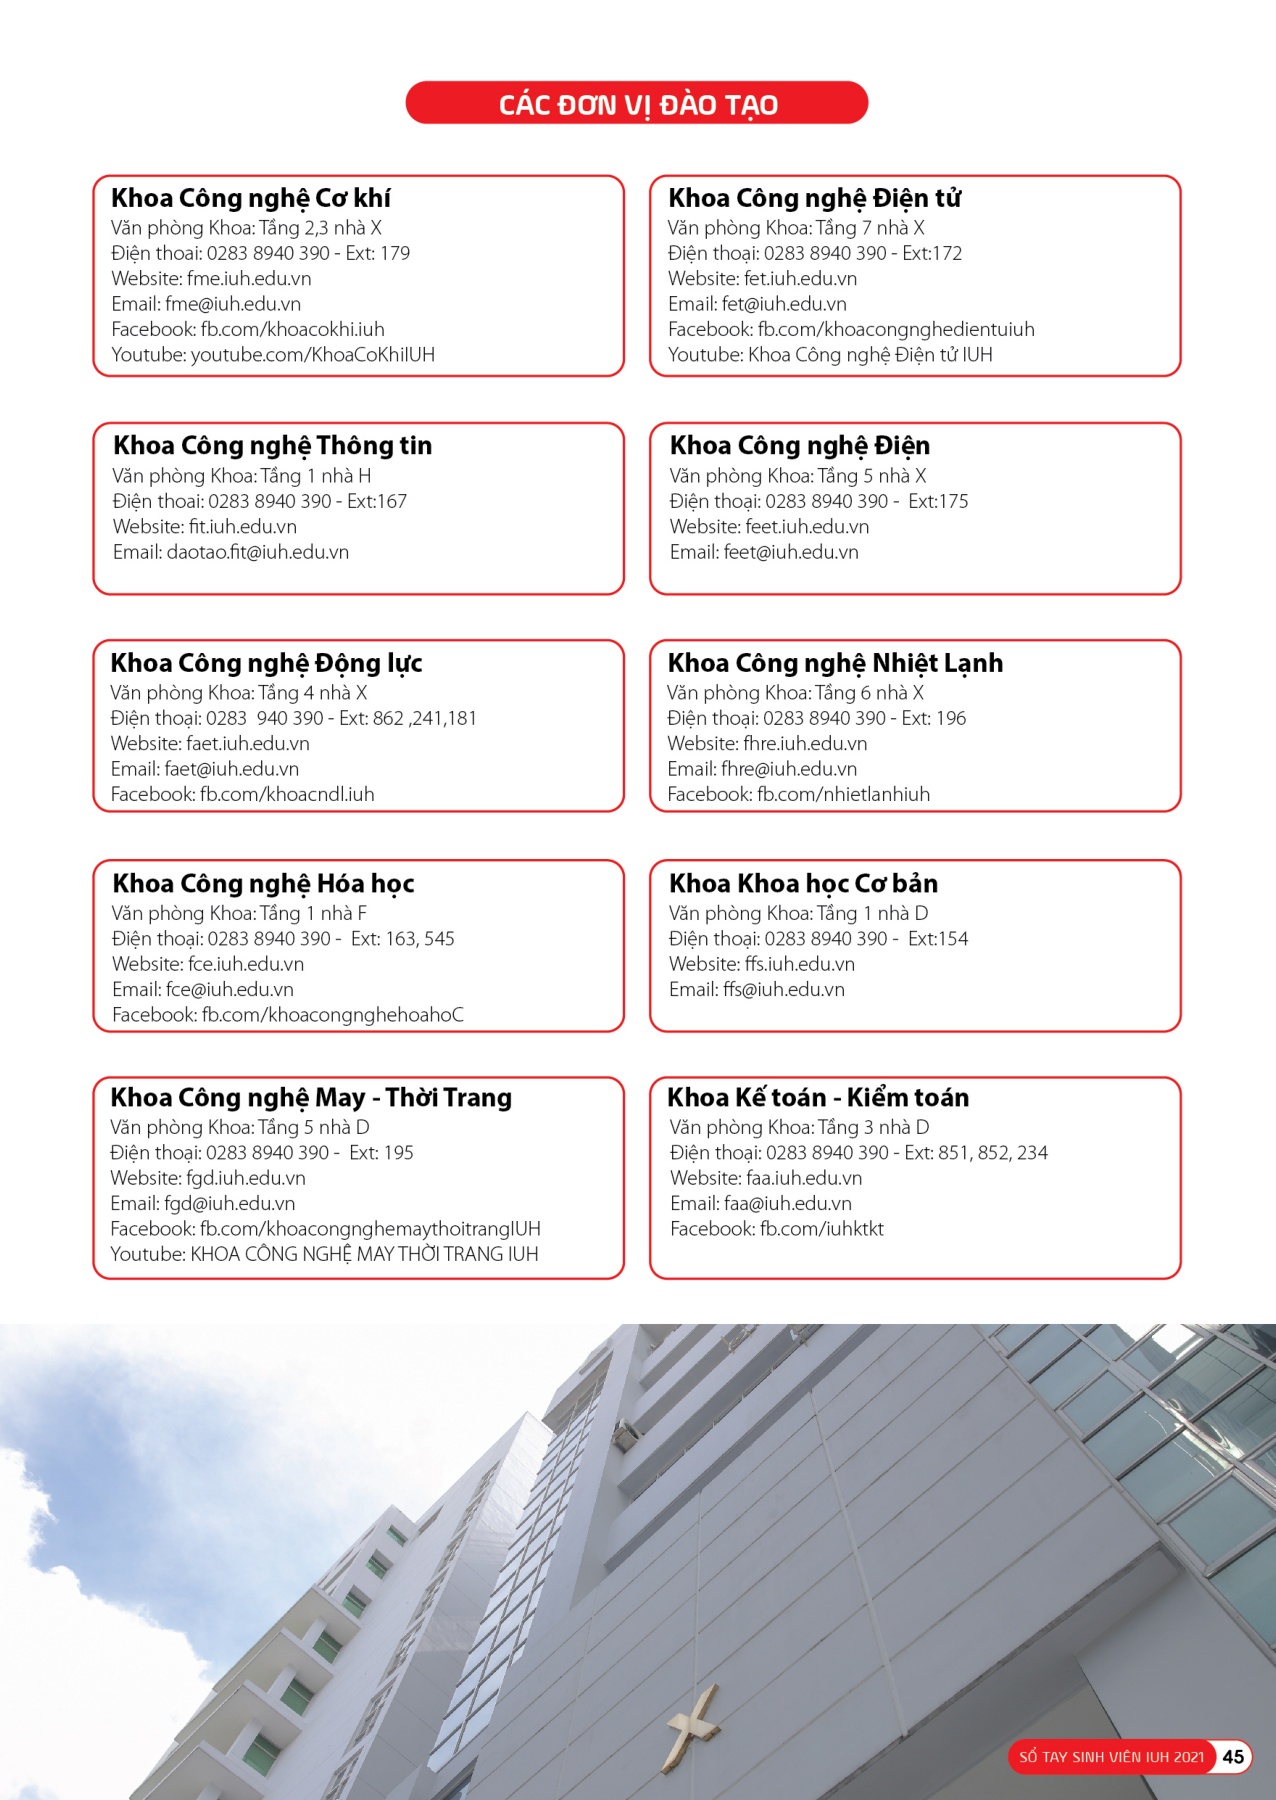 CÁC ĐƠN VỊ ĐÀO TẠO
Khoa Công nghệ Cơ khí
Văn phòng Khoa: Tầng 2,3 nhà X
Điện thoai: 0283 8940 390 - Ext: 179
Website: fme.iuh.edu.vn
Email: fme@iuh.edu.vn
Facebook: fb.com/khoacokhi.iuh
Youtube: youtube.com/KhoaCoKhiIUH
Khoa Công nghệ Điện tử
Văn phòng Khoa: Tầng 7 nhà X
Điện thoại: 0283 8940 390 - Ext:172
Website: fet.iuh.edu.vn
Email: fet@iuh.edu.vn
Facebook: fb.com/khoacongnghedientuiuh
Youtube: Khoa Công nghệ Điện tử IUH
Khoa Công nghệ Thông tin
Văn phòng Khoa: Tầng 1 nhà H
Điện thoai: 0283 8940 390 - Ext:167
Website: fit.iuh.edu.vn
Email: daotao.fit@iuh.edu.vn
Khoa Công nghệ Điện
Văn phòng Khoa: Tầng 5 nhà X
Điện thoại: 0283 8940 390 -  Ext:175
Website: feet.iuh.edu.vn
Email: feet@iuh.edu.vn
Khoa Công nghệ Động lực
Văn phòng Khoa: Tầng 4 nhà X
Điện thoại: 0283  940 390 - Ext: 862 ,241,181
Website: faet.iuh.edu.vn
Email: faet@iuh.edu.vn
Facebook: fb.com/khoacndl.iuh
Khoa Công nghệ Nhiệt Lạnh
Văn phòng Khoa: Tầng 6 nhà X
Điện thoại: 0283 8940 390 - Ext: 196
Website: fhre.iuh.edu.vn
Email: fhre@iuh.edu.vn
Facebook: fb.com/nhietlanhiuh
Khoa Công nghệ Hóa học
Văn phòng Khoa: Tầng 1 nhà F
Điện thoại: 0283 8940 390 -  Ext: 163, 545
Website: fce.iuh.edu.vn
Email: fce@iuh.edu.vn
Facebook: fb.com/khoacongnghehoahoC
Khoa Khoa học Cơ bản
Văn phòng Khoa: Tầng 1 nhà D
Điện thoại: 0283 8940 390 -  Ext:154
Website: ffs.iuh.edu.vn
Email: ffs@iuh.edu.vn
Khoa Công nghệ May - Thời Trang
Văn phòng Khoa: Tầng 5 nhà D
Điện thoại: 0283 8940 390 -  Ext: 195
Website: fgd.iuh.edu.vn
Email: fgd@iuh.edu.vn
Facebook: fb.com/khoacongnghemaythoitrangIUH
Youtube: KHOA CÔNG NGHỆ MAY THỜI TRANG IUH
Khoa Kế toán - Kiểm toán
Văn phòng Khoa: Tầng 3 nhà D
Điện thoại: 0283 8940 390 - Ext: 851, 852, 234
Website: faa.iuh.edu.vn
Email: faa@iuh.edu.vn
Facebook: fb.com/iuhktkt
X
SỔ TAY SINH VIÊN IUH 2021 45